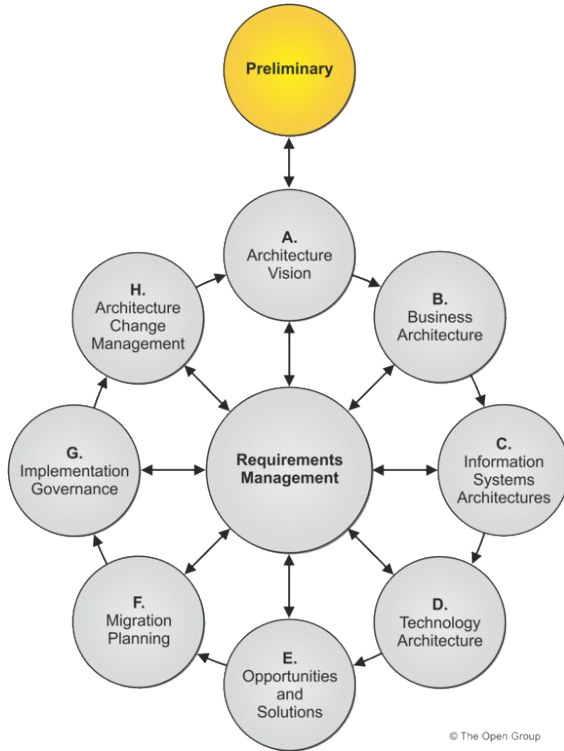 Preliminary
A.
Architecture
Vision
B.
Business
Architecture
C.
Information
Systems
Architectures
D.
Technology
Architecture
E.
Opportunities
and
Solutions
F.
Migration
Planning
G.
Implementation
Governance
H.
Architecture
Change
Management
Requirements
Management
© The Open Group